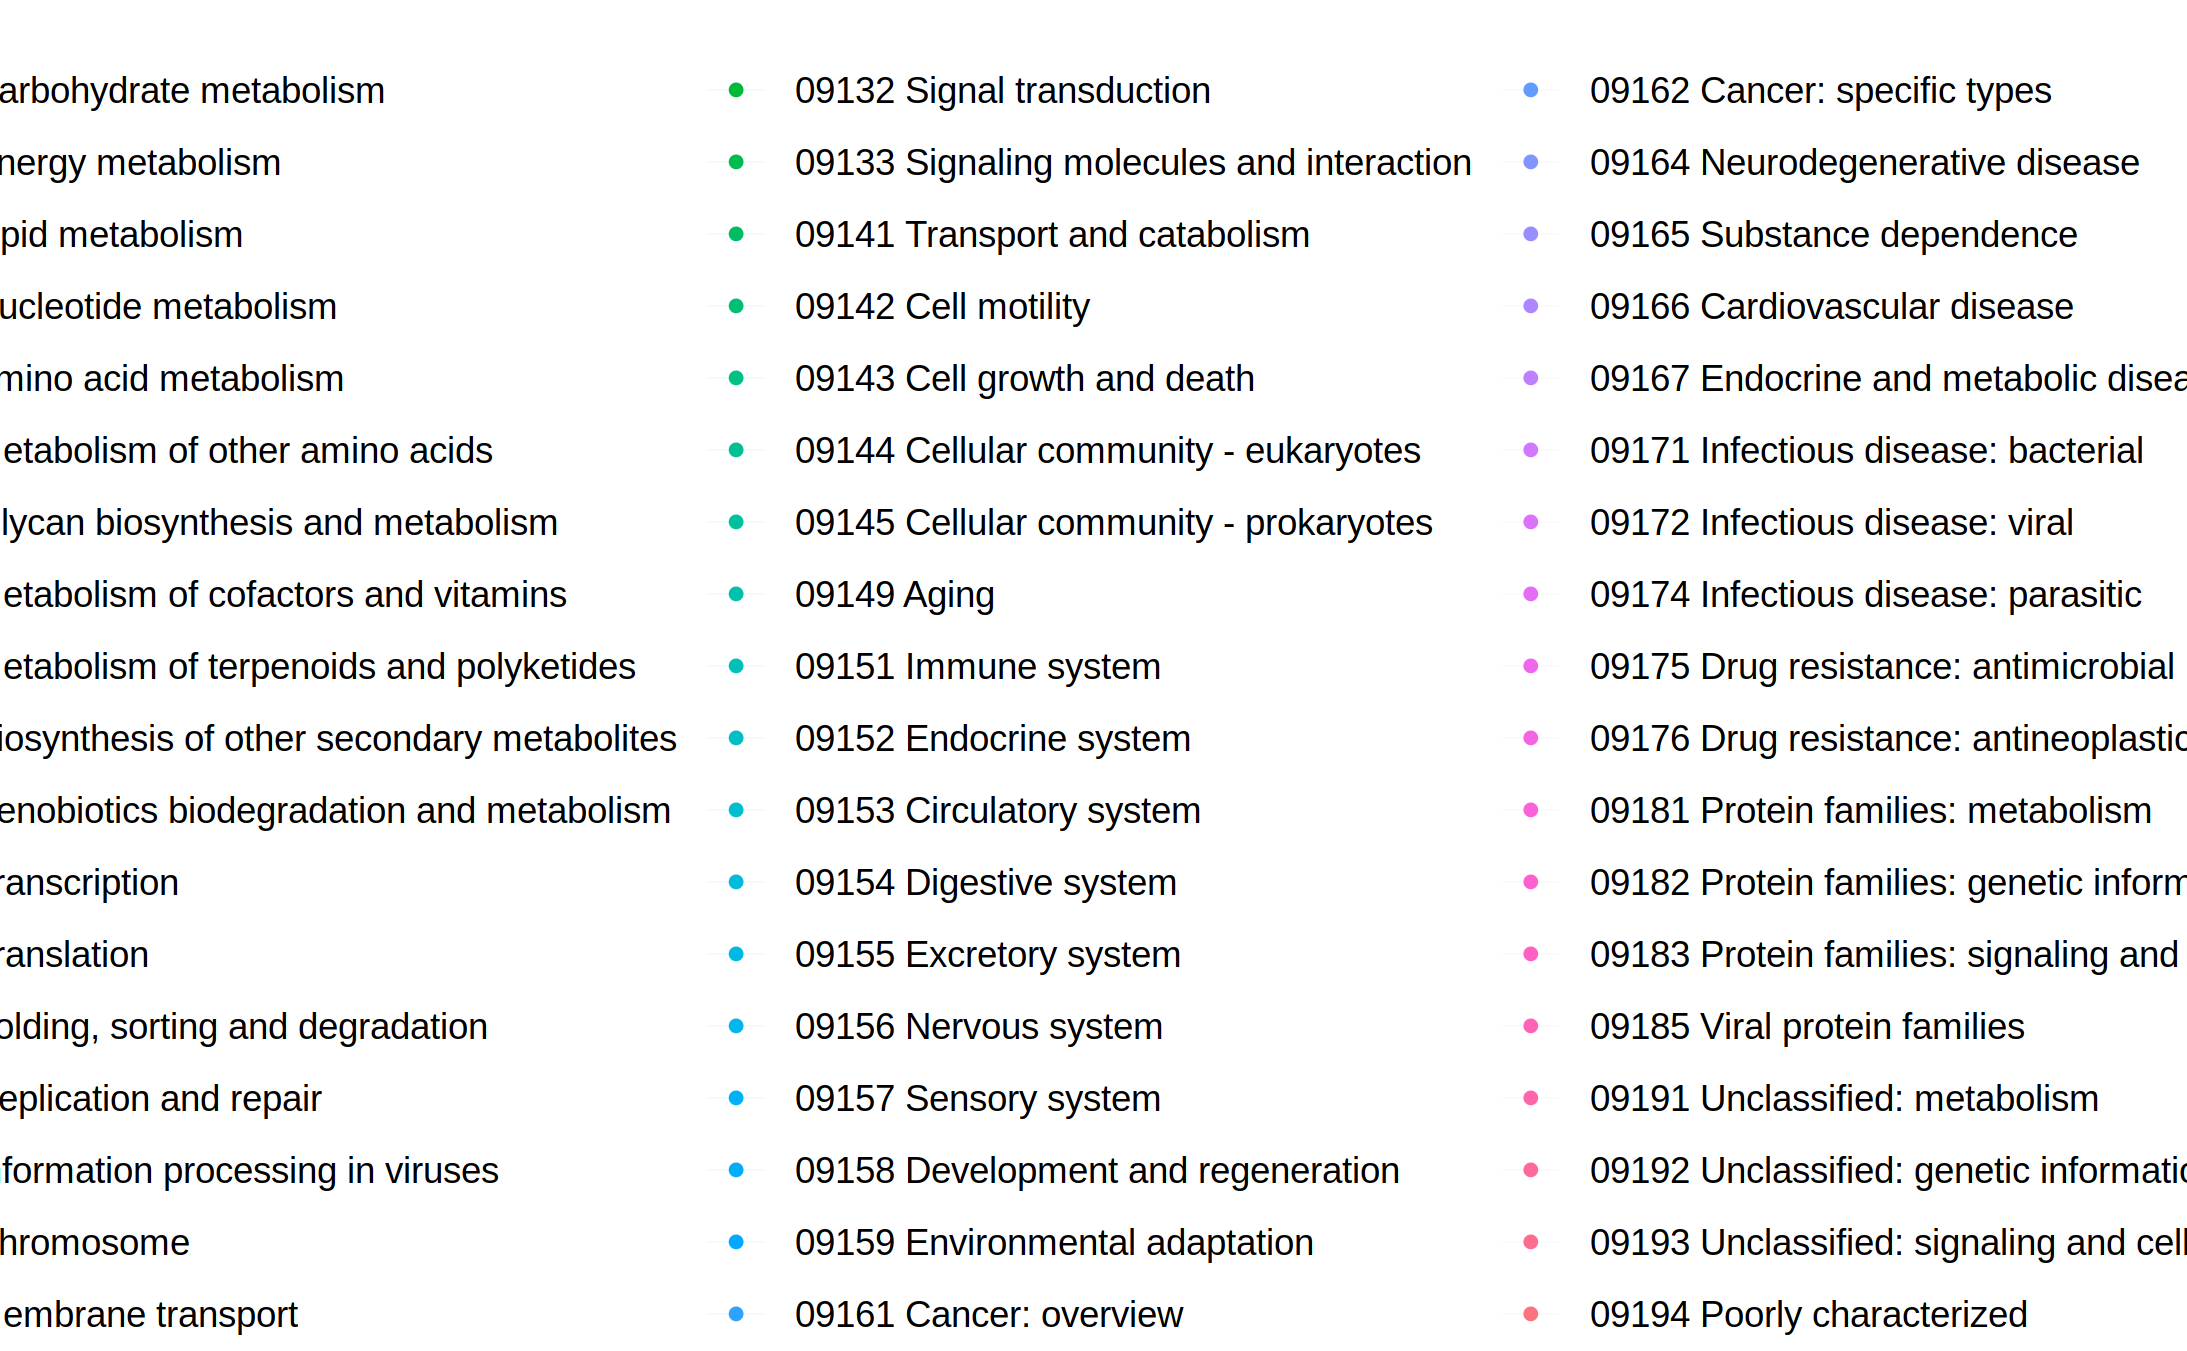 arbohydrate metabolism
nergy metabolism
pid metabolism
ucleotide metabolism
mino acid metabolism
etabolism of other amino acids
lycan biosynthesis and metabolism
etabolism of cofactors and vitamins
etabolism of terpenoids and polyketides
iosynthesis of other secondary metabolites
enobiotics biodegradation and metabolism
ranscription
ranslation
olding, sorting and degradation
eplication and repair
formation processing in viruses
hromosome
embrane transport
09132 Signal transduction
09133 Signaling molecules and interaction
09141 Transport and catabolism
09142 Cell motility
09143 Cell growth and death
09144 Cellular community - eukaryotes
09145 Cellular community - prokaryotes
09149 Aging
09151 Immune system
09152 Endocrine system
09153 Circulatory system
09154 Digestive system
09155 Excretory system
09156 Nervous system
09157 Sensory system
09158 Development and regeneration
09159 Environmental adaptation
09161 Cancer: overview
09162 Cancer: specific types
09164 Neurodegenerative disease
09165 Substance dependence
09166 Cardiovascular disease
09167 Endocrine and metabolic disea
09171 Infectious disease: bacterial
09172 Infectious disease: viral
09174 Infectious disease: parasitic
09175 Drug resistance: antimicrobial
09176 Drug resistance: antineoplastic
09181 Protein families: metabolism
09182 Protein families: genetic inform
09183 Protein families: signaling and
09185 Viral protein families
09191 Unclassified: metabolism
09192 Unclassified: genetic informatic
09193 Unclassified: signaling and cell
09194 Poorly characterized